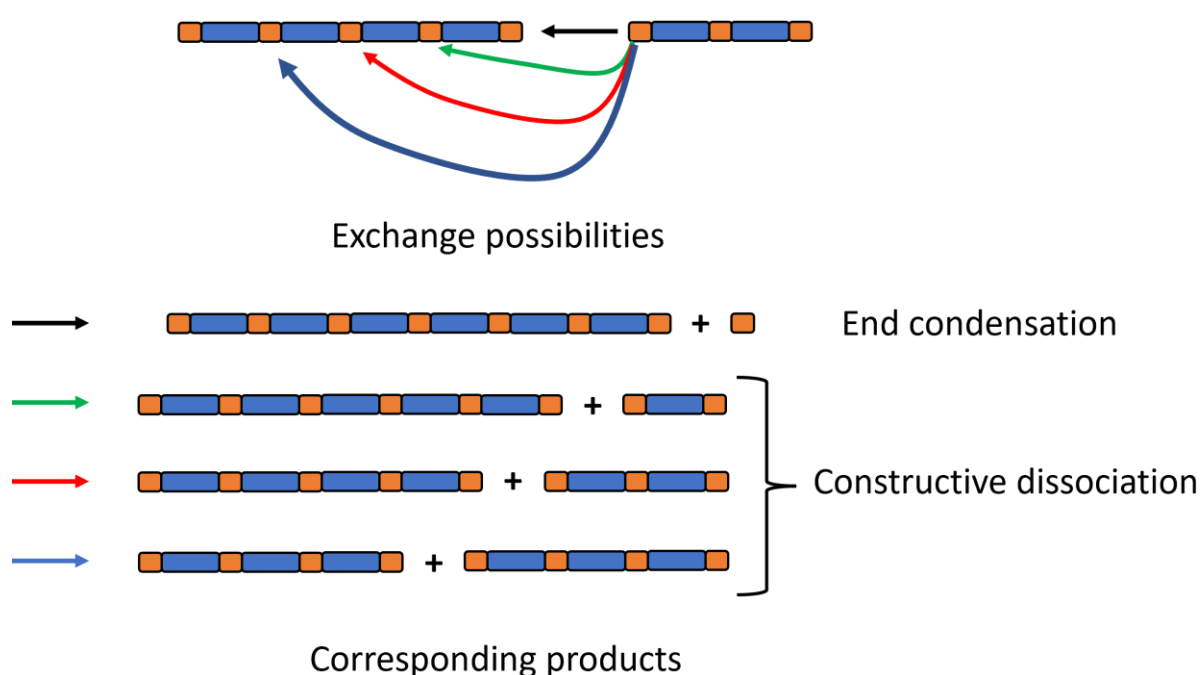 Exchange possibilities
+
End condensation
+
+
Constructive dissociation
+
Corresponding products